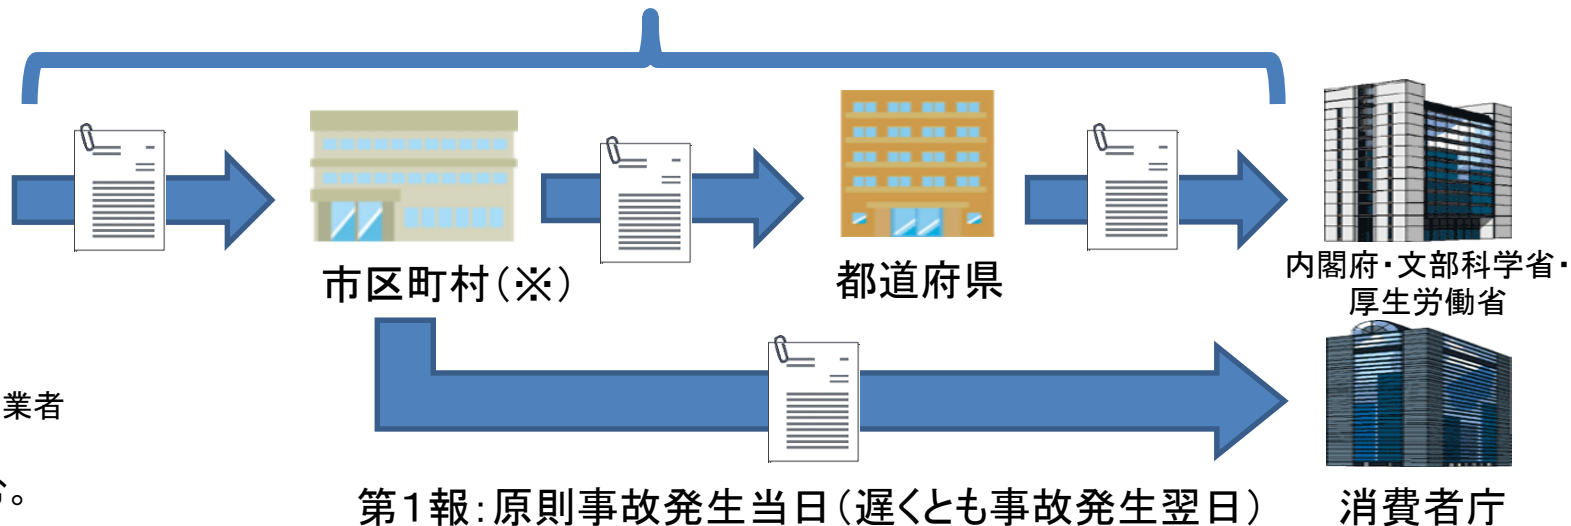 市区町村（※）
都道府県
内閣府・文部科学省・
厚生労働省
業者
。
第１報：原則事故発生当日（遅くとも事故発生翌日）
消費者庁